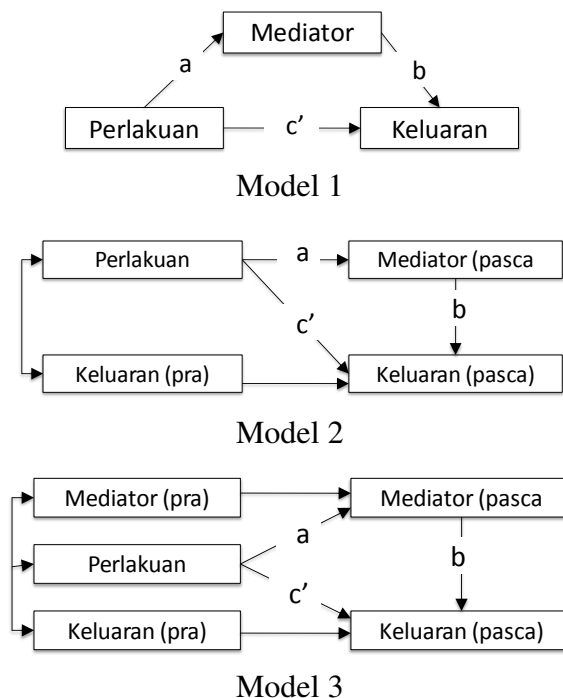 Mediator
a
b
Perlakuan
c’
Keluaran
Model 1
Perlakuan
a
Mediator (pasca
c’
b
Keluaran (pra)
Keluaran (pasca)
Model 2
Mediator (pra)
Mediator (pasca
a
Perlakuan
b
c’
Keluaran (pra)
Keluaran (pasca)
Model 3